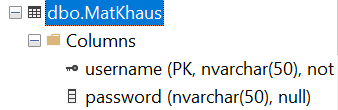 dbo.MatKhaus
Columns
username (PK, nvarchar(50), not
password (nvarchar(50), null)